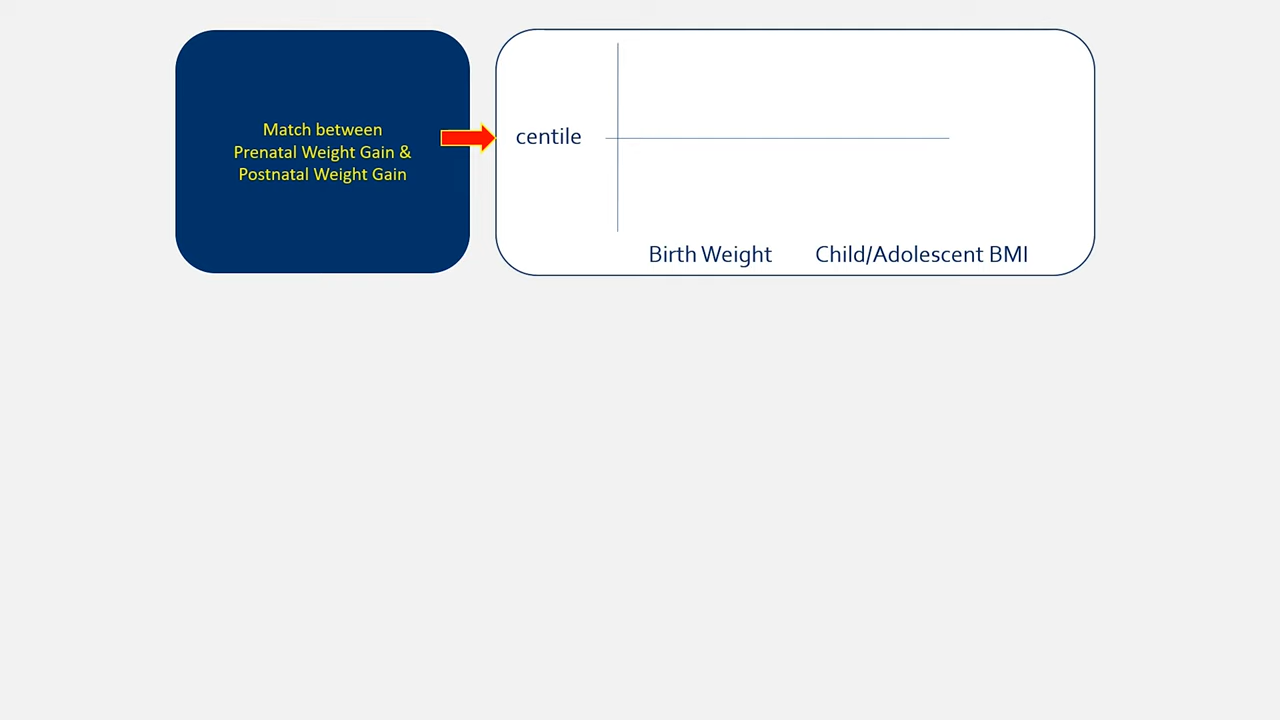 Match between
Prenatal Weight Gain &
Postnatal Weight Gain
centile
Birth Weight
Child/Adolescent BMI